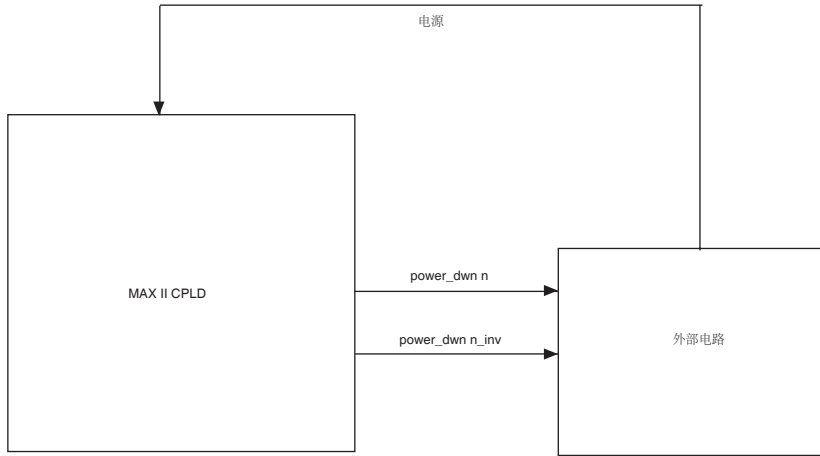 电源
power_dwn n
MAX II CPLD
power_dwn n_inv
外部电路